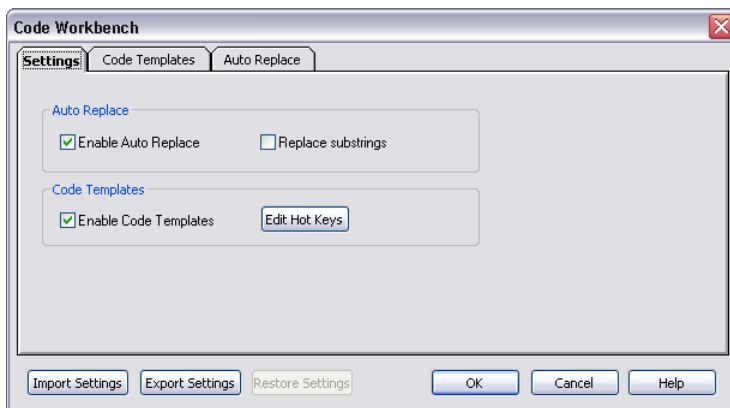 Code Workbench
Settings Code Templates Auto Replace
Auto Replace
Enable Auto Replace Replace substrings
Code Templates
Enable Code Templates Edit Hot Keys
Import Settings Export Settings Restore Settings OK Cancel Help